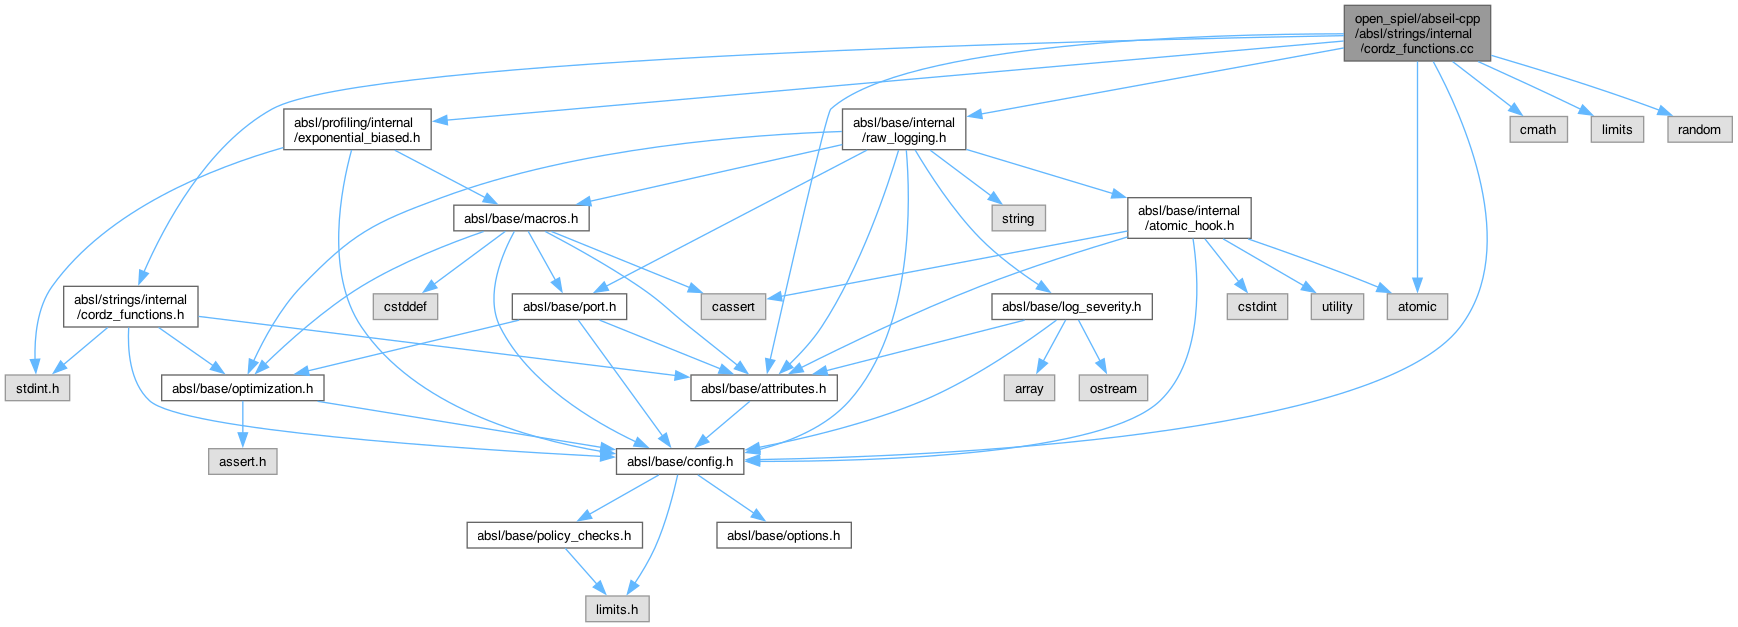 open_spiel/abseil-cpp
/absl/strings/internal
/cordz_functions.cc
absl/profiling/internal
/exponential_biased.h
absl/base/internal
/raw_logging.h
cmath
limits
random
absl/base/macros.h
string
absl/base/internal
/atomic_hook.h
absl/strings/internal
/cordz_functions.h
cstddef
absl/base/port.h
cassert
absl/base/log_severity.h
cstdint
utility
atomic
stdint.h
absl/base/optimization.h
absl/base/attributes.h
array
ostream
assert.h
absl/base/config.h
absl/base/policy_checks.h
absl/base/options.h
limits.h